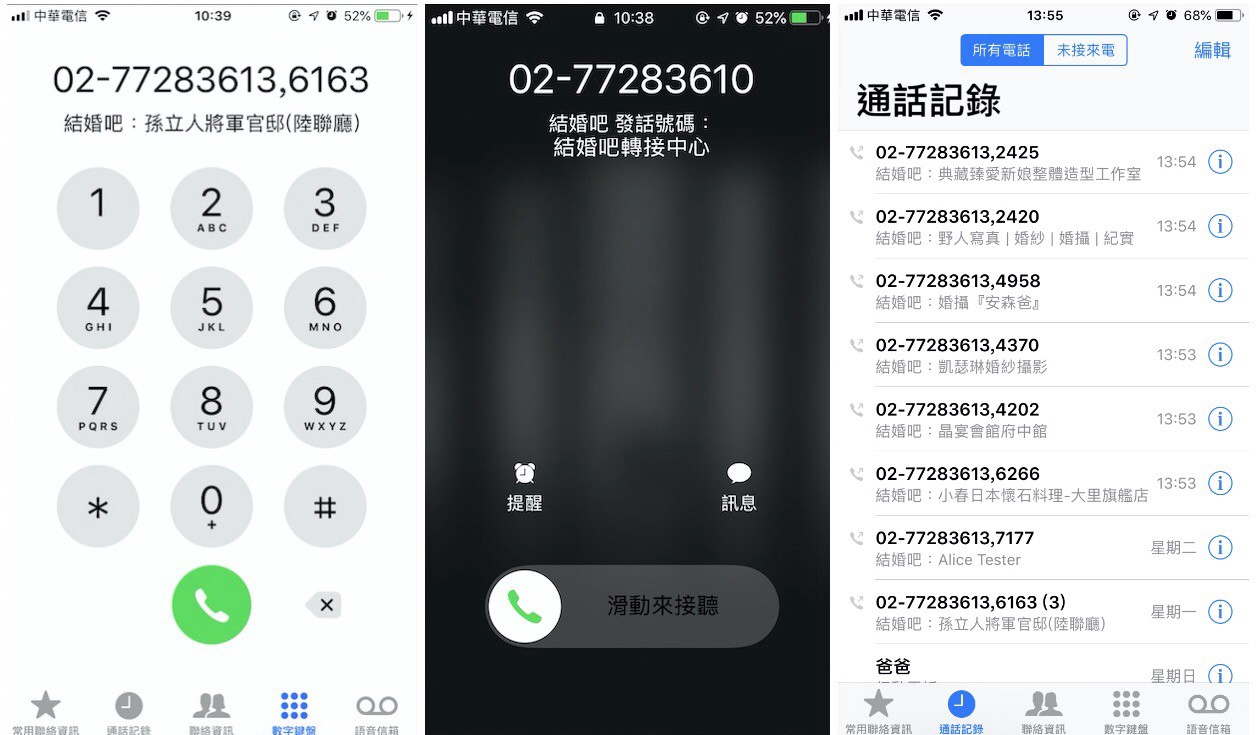 中華電信
10:39
52%
02-77283613,6163
結婚吧：孫立人將軍官邸(陸聯廳)
1
2
ABC
3
DEF
4
GHI
5
JKL
6
MNO
7
PQRS
8
TUV
9
WXYZ
*
0
+
#
常用聯絡資訊
通話記錄
聯絡資訊
數字鍵盤
語音信箱
中華電信
10:38
52%
02-77283610
結婚吧 發話號碼：
結婚吧轉接中心
提醒
訊息
滑動來接聽
中華電信
13:55
68%
所有電話
未接來電
編輯
通話記錄
02-77283613,2425
結婚吧：典藏臻愛新娘整體造型工作室
13:54
02-77283613,2420
結婚吧：野人寫真 | 婚紗 | 婚攝 | 紀實
13:54
02-77283613,4958
結婚吧：婚攝『安森爸』
13:54
02-77283613,4370
結婚吧：凱瑟琳婚紗攝影
13:53
02-77283613,4202
結婚吧：晶宴會館府中館
13:53
02-77283613,6266
結婚吧：小春日本懷石料理-大里旗艦店
13:53
02-77283613,7177
結婚吧：Alice Tester
星期二
02-77283613,6163 (3)
結婚吧：孫立人將軍官邸(陸聯廳)
星期一
爸爸
星期日
常用聯絡資訊
通話記錄
聯絡資訊
數字鍵盤
語音信箱